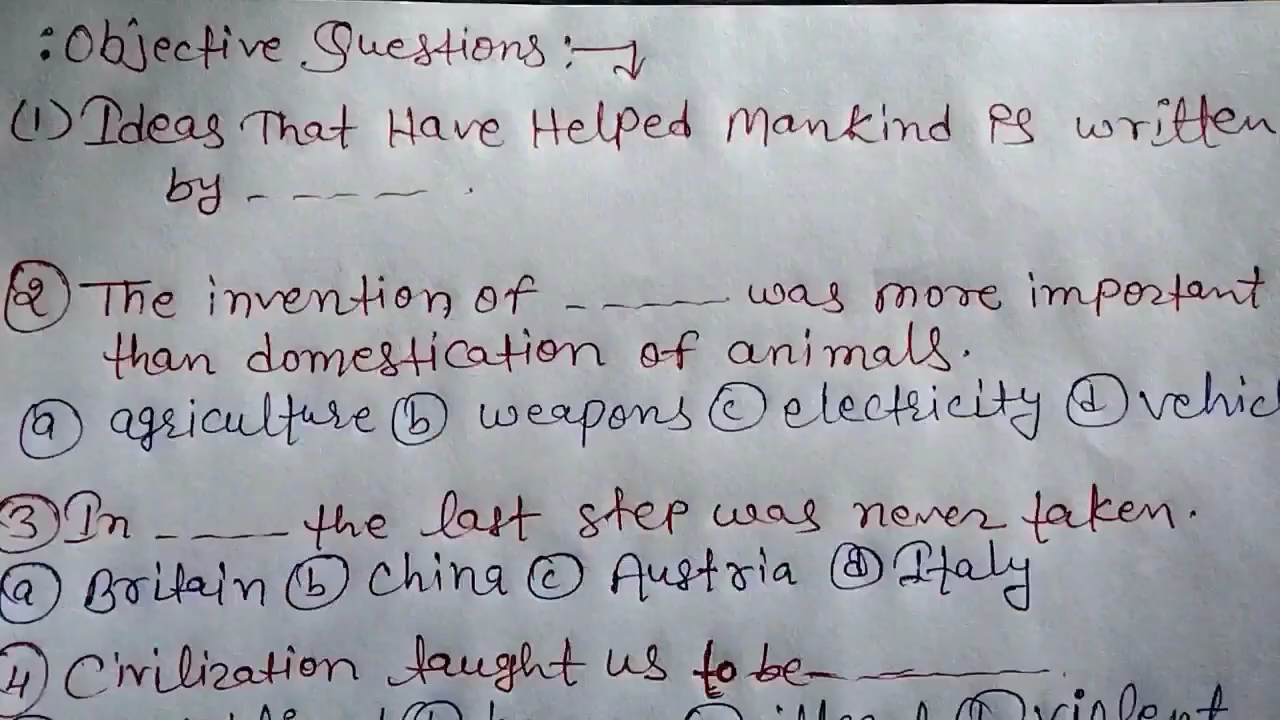 : Objective Questions :→
(1) Ideas That Have Helped Mankind is written
by - - - - .
(2) The invention of - - - - was more important
than domestication of animals.
(a) agriculture (b) weapons (c) electricity (d) vehic
(3) In - - - - the last step was never taken.
(a) Britain (b) China (c) Austria (d) Italy
(4) Civilization taught us to be - - - .
(d) violent